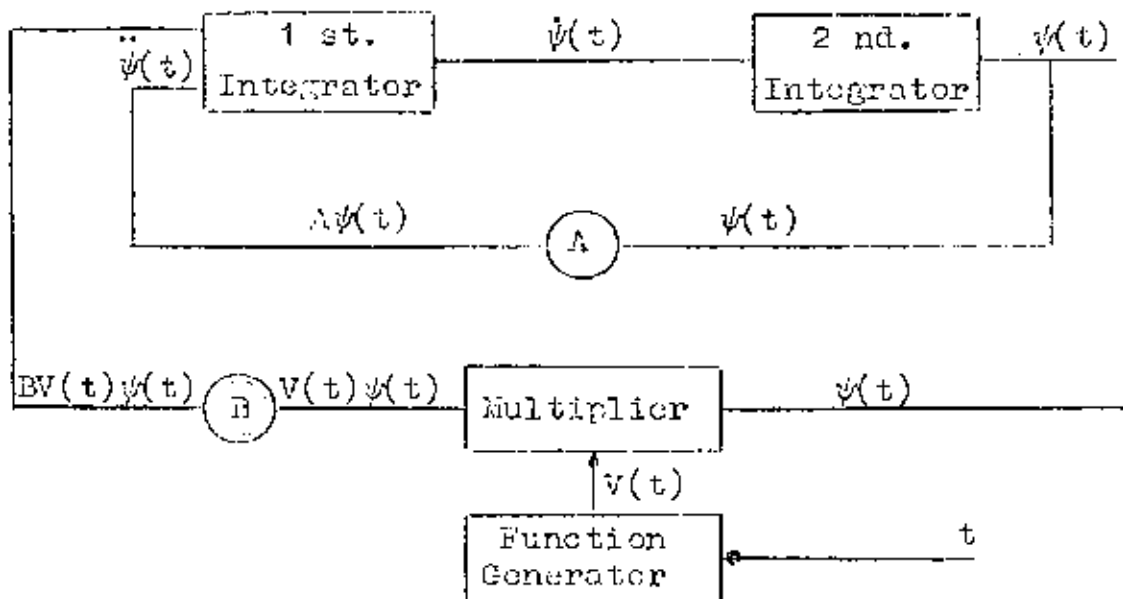 1 st.
Integrator
ψ̈(t)
ψ̇(t)
2 nd.
Integrator
ψ(t)
Aψ(t)
A
ψ(t)
BV(t)ψ(t)
B
V(t)ψ(t)
Multiplier
ψ(t)
V(t)
Function
Generator
t